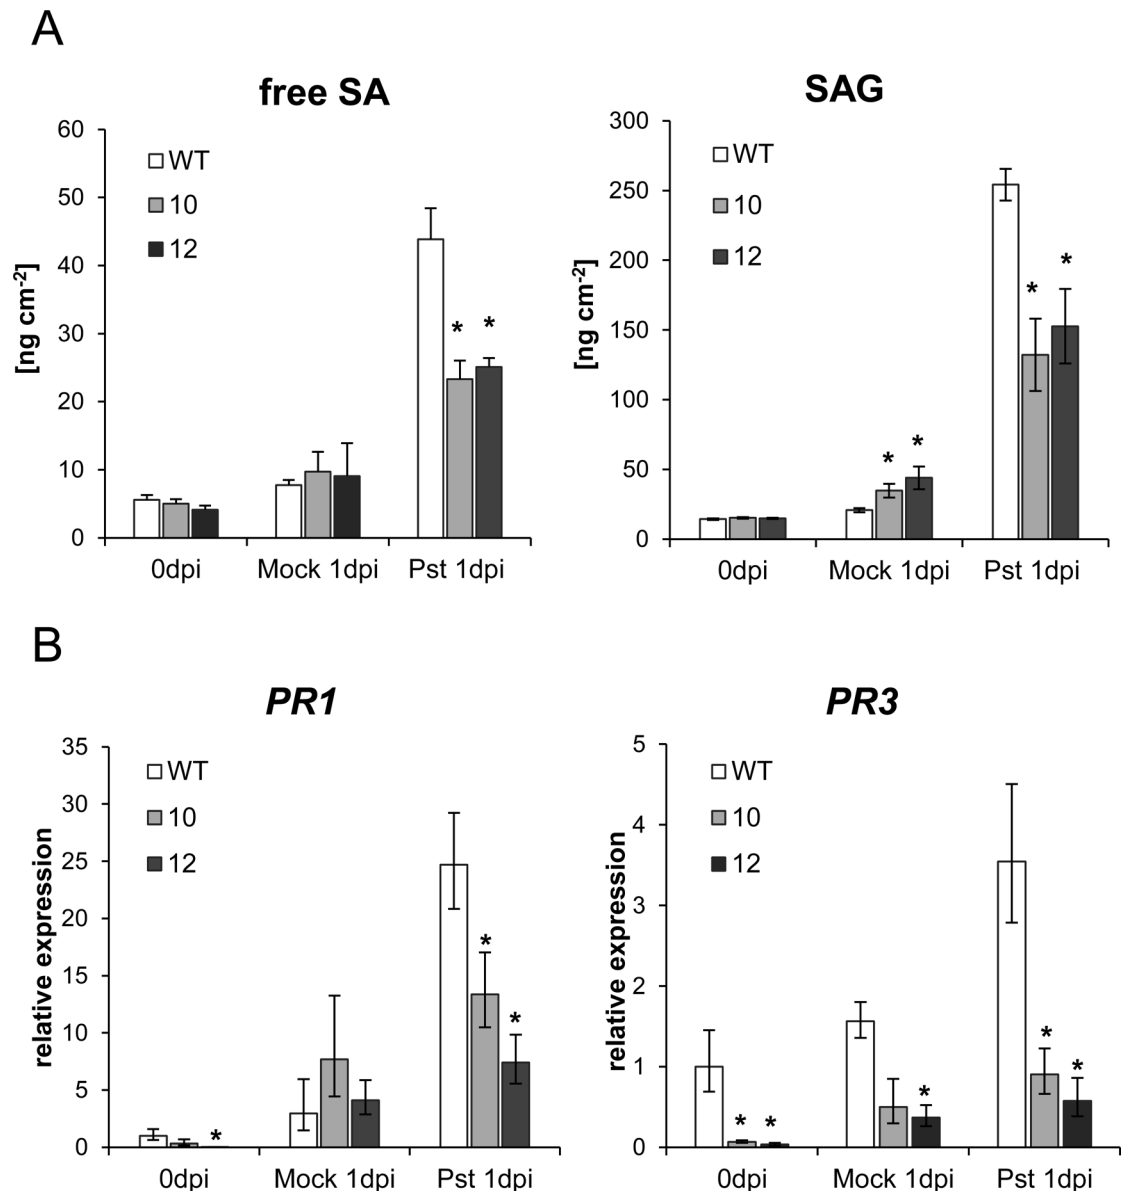 A
free SA
SAG
[ng cm-2]
60
50
40
30
20
10
0
WT
10
12
* *
0dpi Mock 1dpi Pst 1dpi
[ng cm-2]
300
250
200
150
100
50
0
WT
10
12
* *
* *
0dpi Mock 1dpi Pst 1dpi
B
PR1
PR3
relative expression
35
30
25
20
15
10
5
0
WT
10
12
*
* *
0dpi Mock 1dpi Pst 1dpi
relative expression
5
4
3
2
1
0
WT
10
12
* *
*
* *
0dpi Mock 1dpi Pst 1dpi